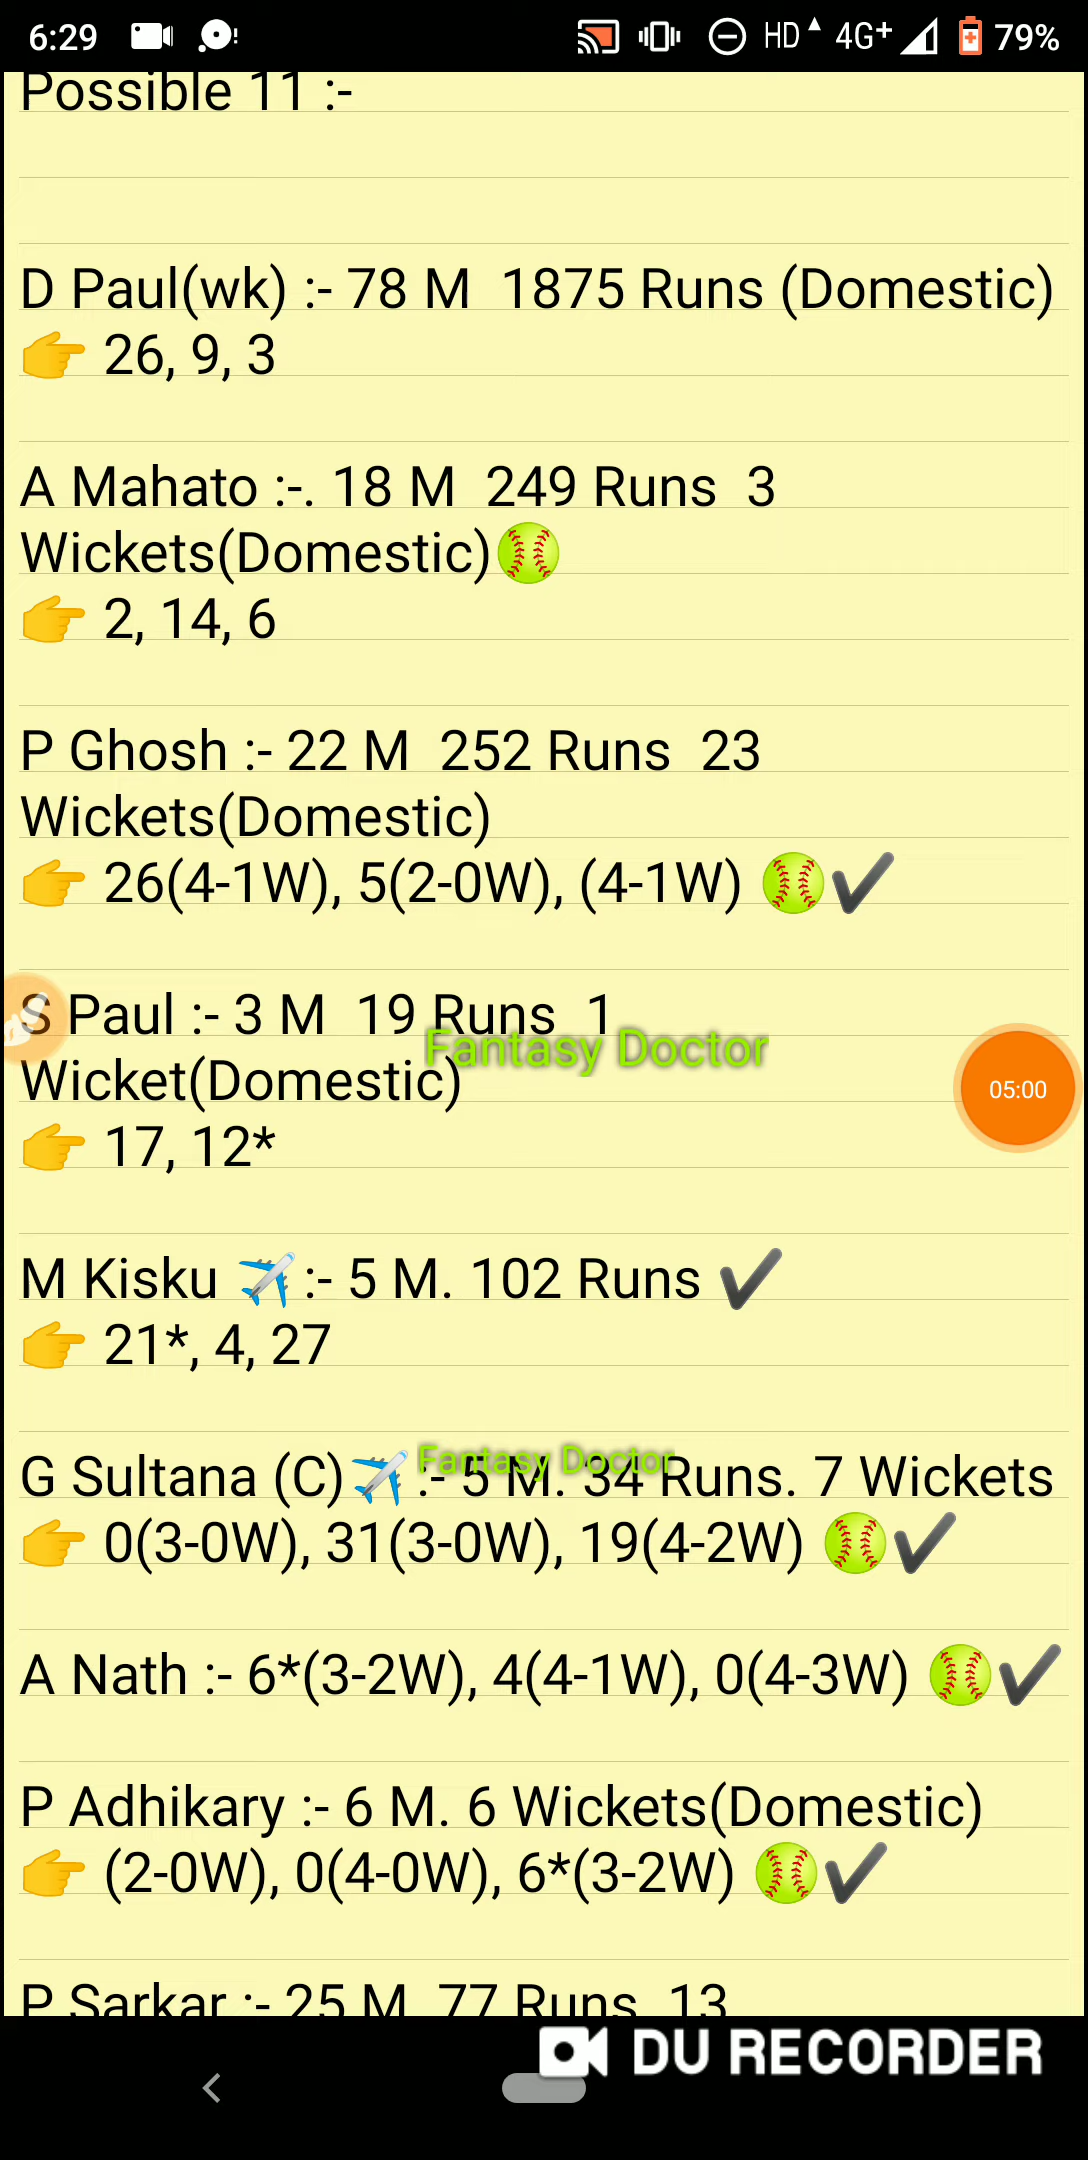 6:29 HD 4G+ 79%
Possible 11 :-
D Paul(wk) :- 78 M 1875 Runs (Domestic)
👉 26, 9, 3
A Mahato :-. 18 M 249 Runs 3
Wickets(Domestic)🥎
👉 2, 14, 6
P Ghosh :- 22 M 252 Runs 23
Wickets(Domestic)
👉 26(4-1W), 5(2-0W), (4-1W) 🥎✔
S Paul :- 3 M 19 Runs 1
Fantasy Doctor
Wicket(Domestic)
05:00
👉 17, 12*
M Kisku ✈:- 5 M. 102 Runs ✔
👉 21*, 4, 27
Fantasy Doctor
G Sultana (C)✈:- 5 M. 34 Runs. 7 Wickets
👉 0(3-0W), 31(3-0W), 19(4-2W) 🥎✔
A Nath :- 6*(3-2W), 4(4-1W), 0(4-3W) 🥎✔
P Adhikary :- 6 M. 6 Wickets(Domestic)
👉 (2-0W), 0(4-0W), 6*(3-2W) 🥎✔
P Sarkar :- 25 M 77 Runs 13
DU RECORDER